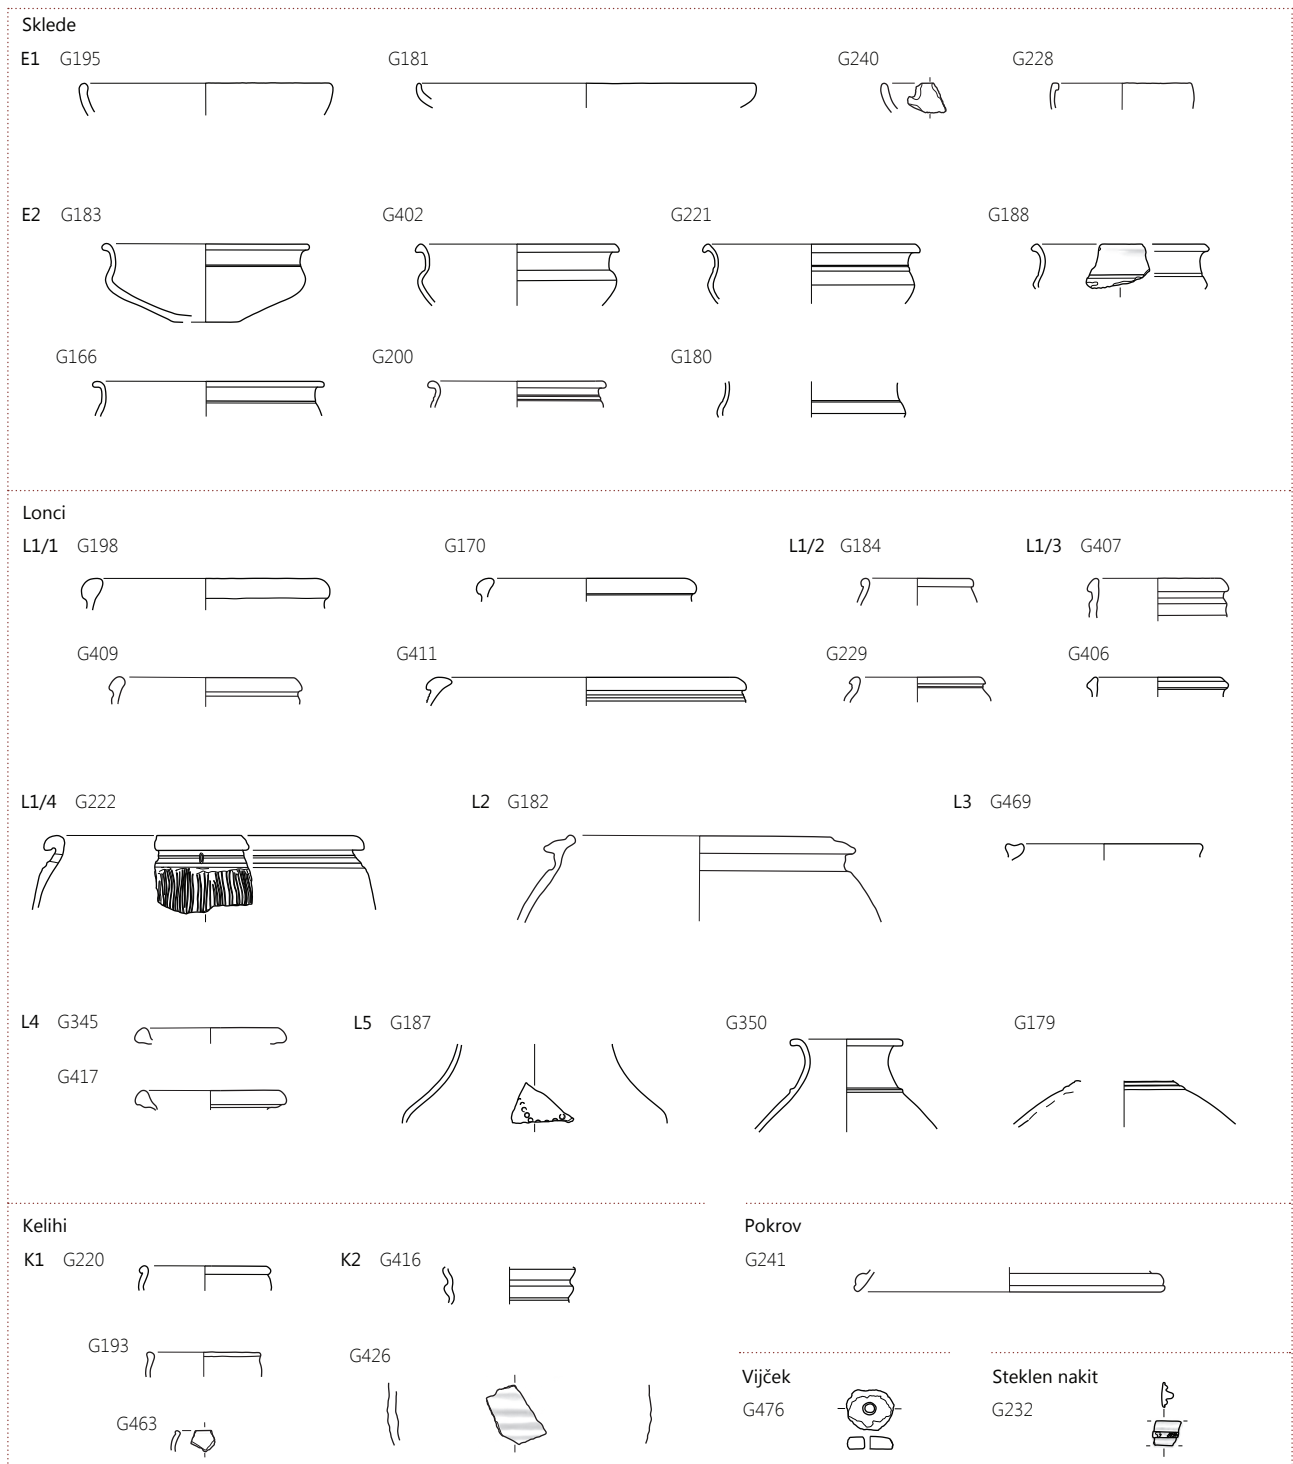 Sklede
E1 G195 G181 G240 G228
E2 G183 G402 G221 G188
G166 G200 G180
Lonci
L1/1 G198 G170 L1/2 G184 L1/3 G407
G409 G411 G229 G406
L1/4 G222 L2 G182 L3 G469
L4 G345 L5 G187 G350 G179
G417
Kelihi
K1 G220 K2 G416
G193 G426
G463
Pokrov
G241
Vijček
G476
Steklen nakit
G232